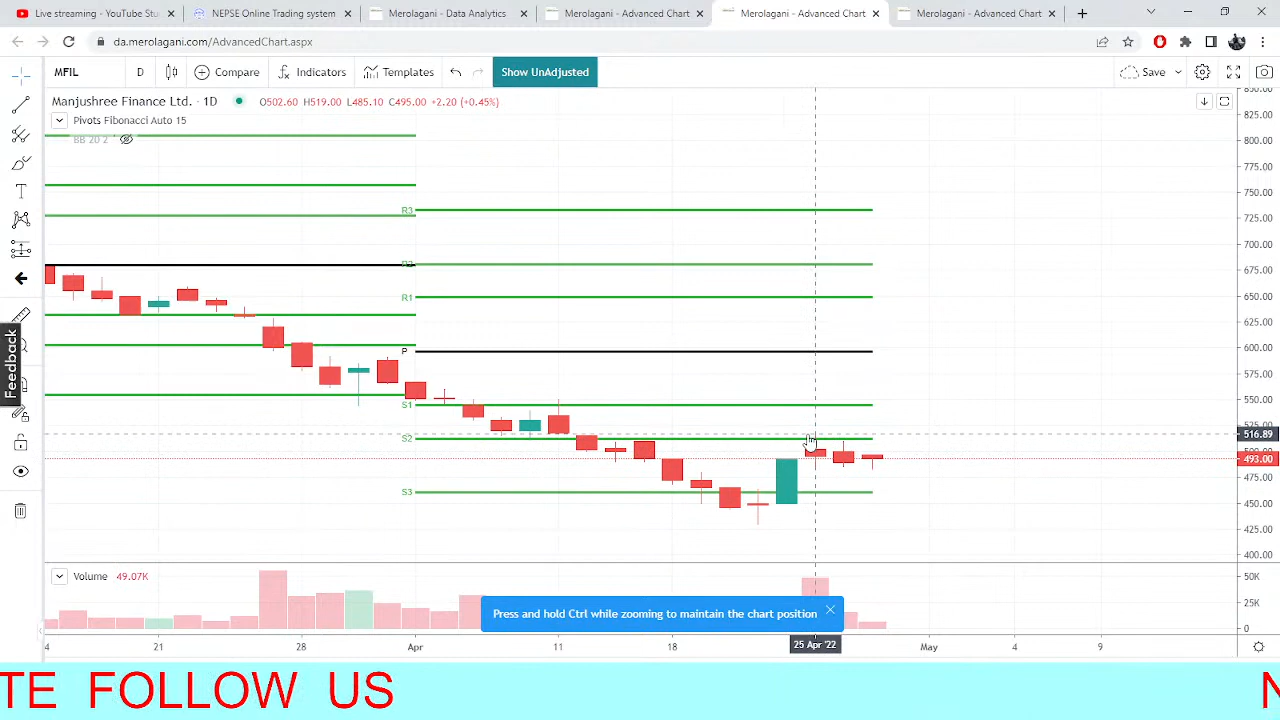 Live streaming - YouTube Stud
NEPSE Online Trading system
Merolagani - Data Analytics
Merolagani - Advanced Chart
Merolagani - Advanced Chart
Merolagani - Advanced Chart
da.merolagani.com/AdvancedChart.aspx
MFIL D Compare Indicators Templates Show UnAdjusted Save
Manjushree Finance Ltd. · 1D O502.60 H519.00 L485.10 C495.00 +2.20 (+0.45%)
Pivots Fibonacci Auto 15
BB 20 2
R3
R2
R1
P
S1
S2
S3
825.00
800.00
775.00
750.00
725.00
700.00
675.00
650.00
625.00
600.00
575.00
550.00
516.89
493.00
475.00
450.00
425.00
400.00
Feedback
Volume 49.07K
50K
25K
0
Press and hold Ctrl while zooming to maintain the chart position
4 21 28 Apr 11 18 25 Apr '22 May 4 9
TE FOLLOW US N